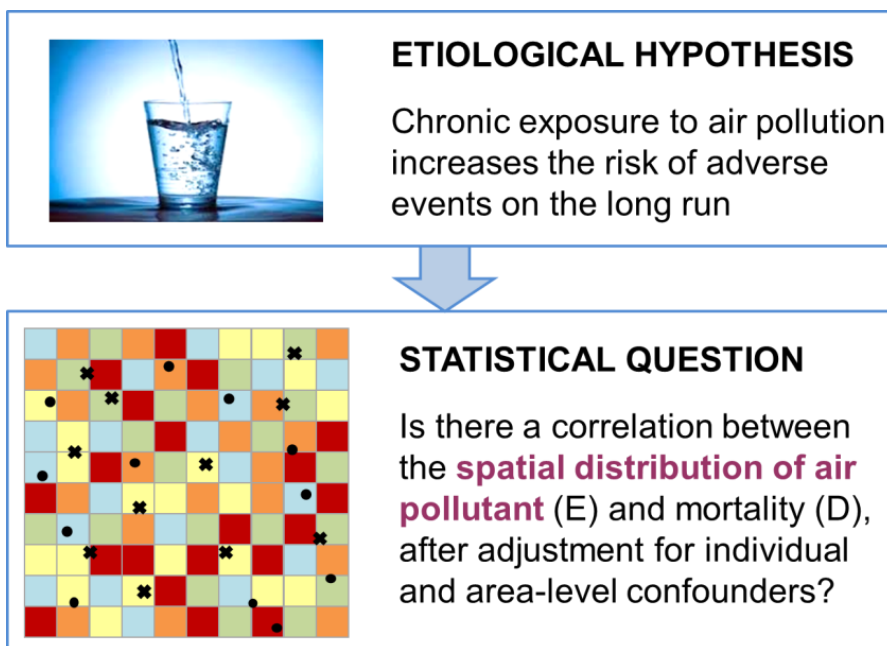 ETIOLOGICAL HYPOTHESIS
Chronic exposure to air pollution
increases the risk of adverse
events on the long run
STATISTICAL QUESTION
Is there a correlation between
the spatial distribution of air
pollutant (E) and mortality (D),
after adjustment for individual
and area-level confounders?